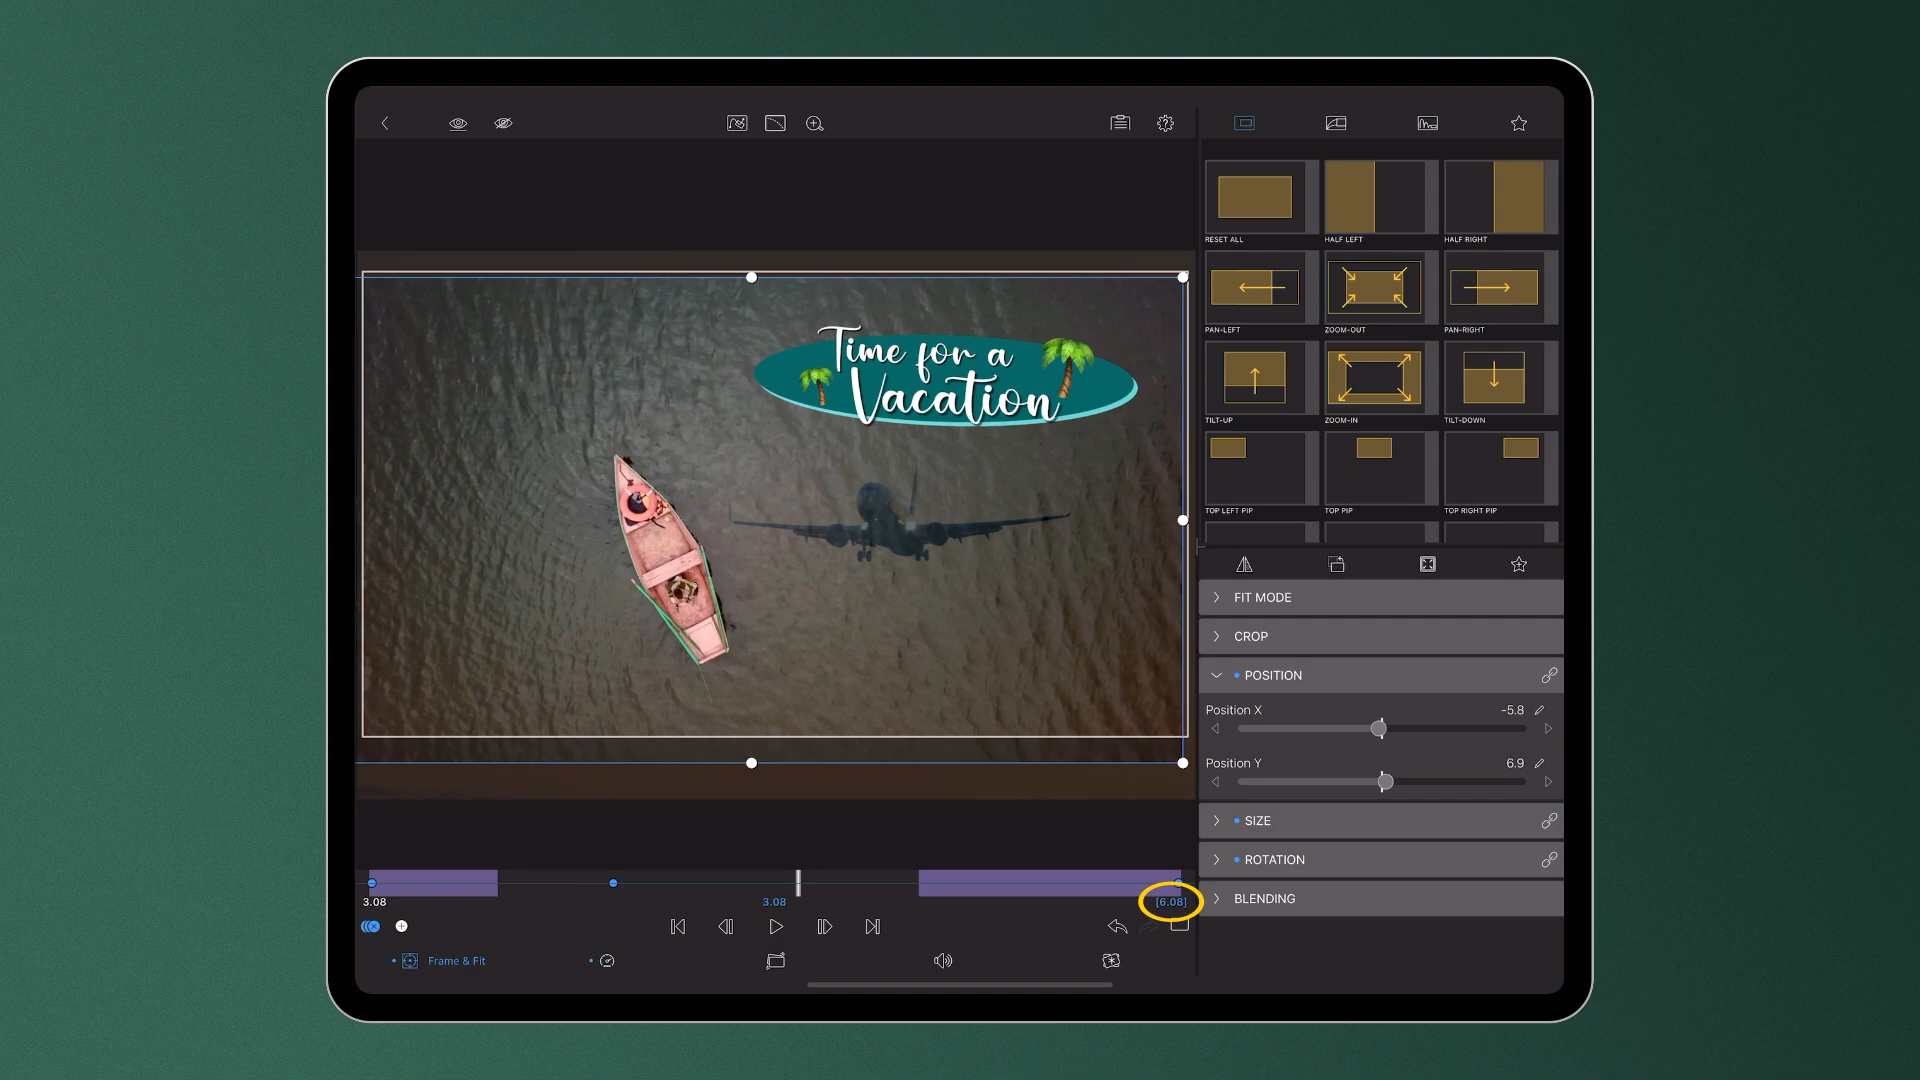 RESET ALL
HALF LEFT
HALF RIGHT
PAN-LEFT
ZOOM-OUT
PAN-RIGHT
TILT-UP
ZOOM-IN
TILT-DOWN
TOP LEFT PIP
TOP PIP
TOP RIGHT PIP
Time for a
Vacation
FIT MODE
CROP
POSITION
Position X
-5.8
Position Y
6.9
SIZE
ROTATION
BLENDING
3.08
3.08
[6.08]
Frame & Fit